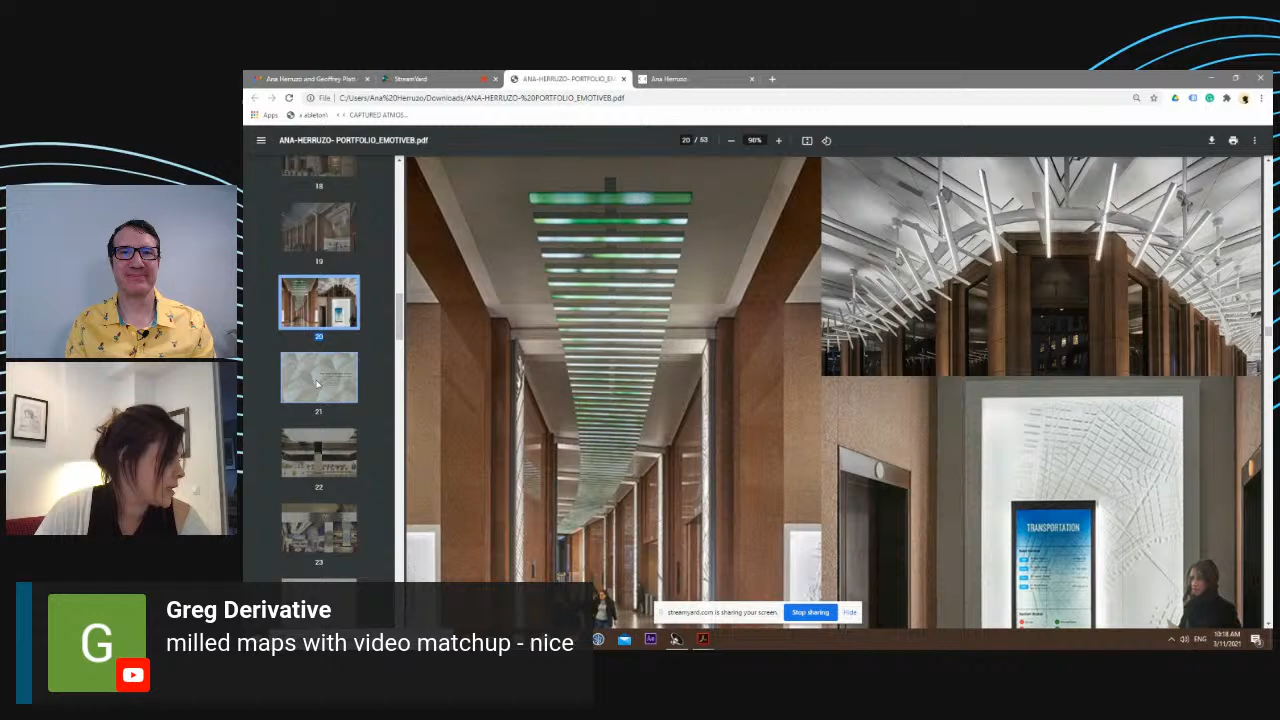 Ana Herruzo and Geoffrey Platt
StreamYard
ANA-HERRUZO- PORTFOLIO_EM
Ana Herruzo
File
C:/Users/Ana%20Herruzo/Downloads/ANA-HERRUZO-%20PORTFOLIO_EMOTIVEB.pdf
Apps
CAPTURED ATMOS...
ANA-HERRUZO- PORTFOLIO_EMOTIVEB.pdf
20 / 53
98%
18
19
20
21
22
23
TRANSPORTATION
streamyard.com is sharing your screen.
Stop sharing
Hide
ENG
10:18 AM
3/11/2021
G
Greg Derivative
milled maps with video matchup - nice